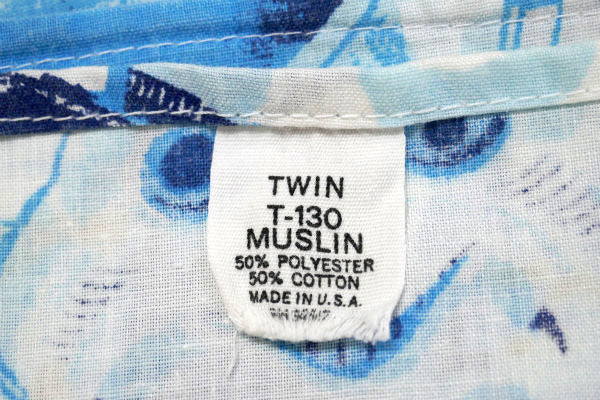 TWIN
T-130
MUSLIN
50% POLYESTER
50% COTTON
MADE IN U.S.A.